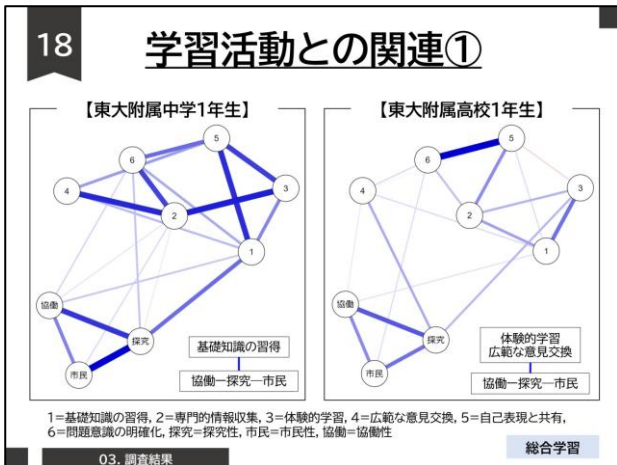 18
学習活動との関連①
【東大附属中学1年生】
5
6
4
3
2
1
協働
探究
市民
基礎知識の習得
協働ー探究ー市民
【東大附属高校1年生】
5
6
4
3
2
1
協働
探究
市民
体験的学習
広範な意見交換
協働ー探究ー市民
1=基礎知識の習得, 2=専門的情報収集, 3=体験的学習, 4=広範な意見交換, 5=自己表現と共有,
6=問題意識の明確化, 探究=探究性, 市民=市民性, 協働=協働性
総合学習
03. 調査結果